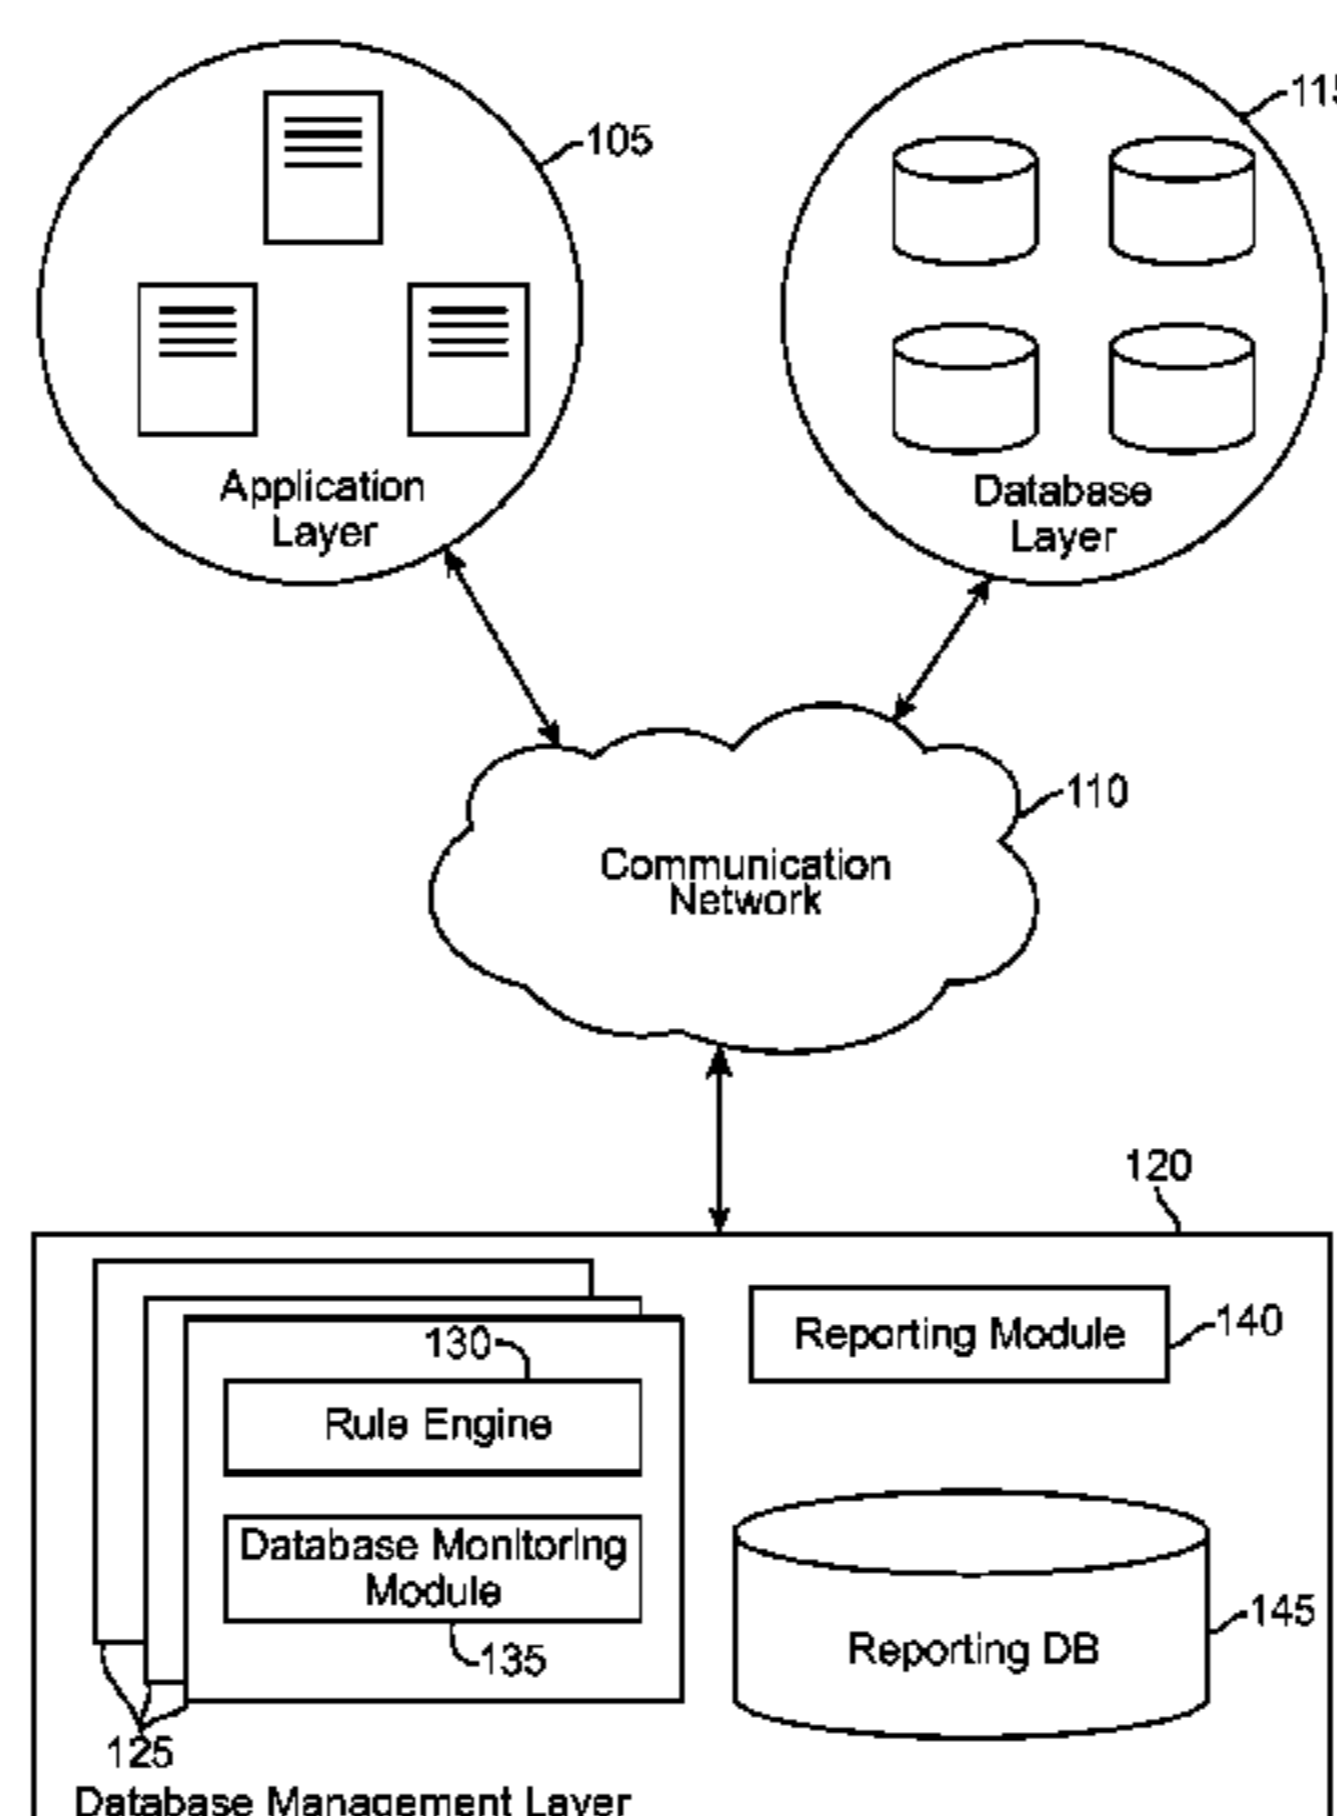 105
115
Application
Layer
Database
Layer
110
Communication
Network
120
130
Reporting Module
140
Rule Engine
Database Monitoring
Module
135
Reporting DB
145
125
Database Management Layer